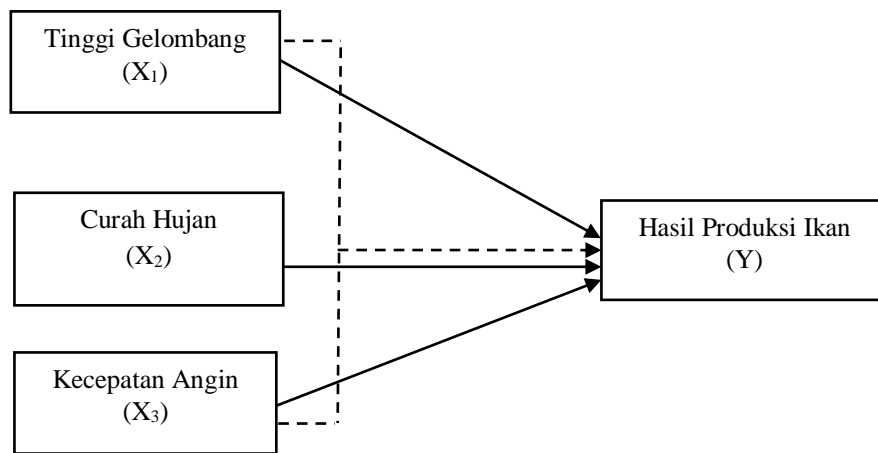 Tinggi Gelombang
(X₁)
Curah Hujan
(X₂)
Kecepatan Angin
(X₃)
Hasil Produksi Ikan
(Y)